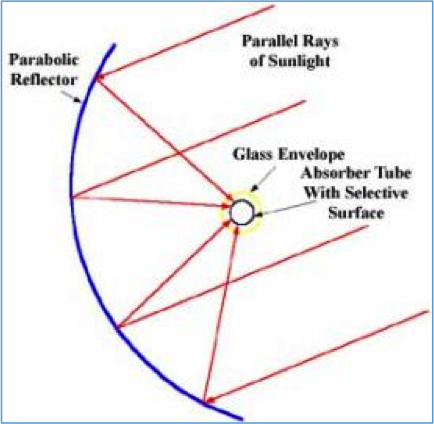 Parallel Rays
of Sunlight
Parabolic
Reflector
Glass Envelope
Absorber Tube
With Selective
Surface